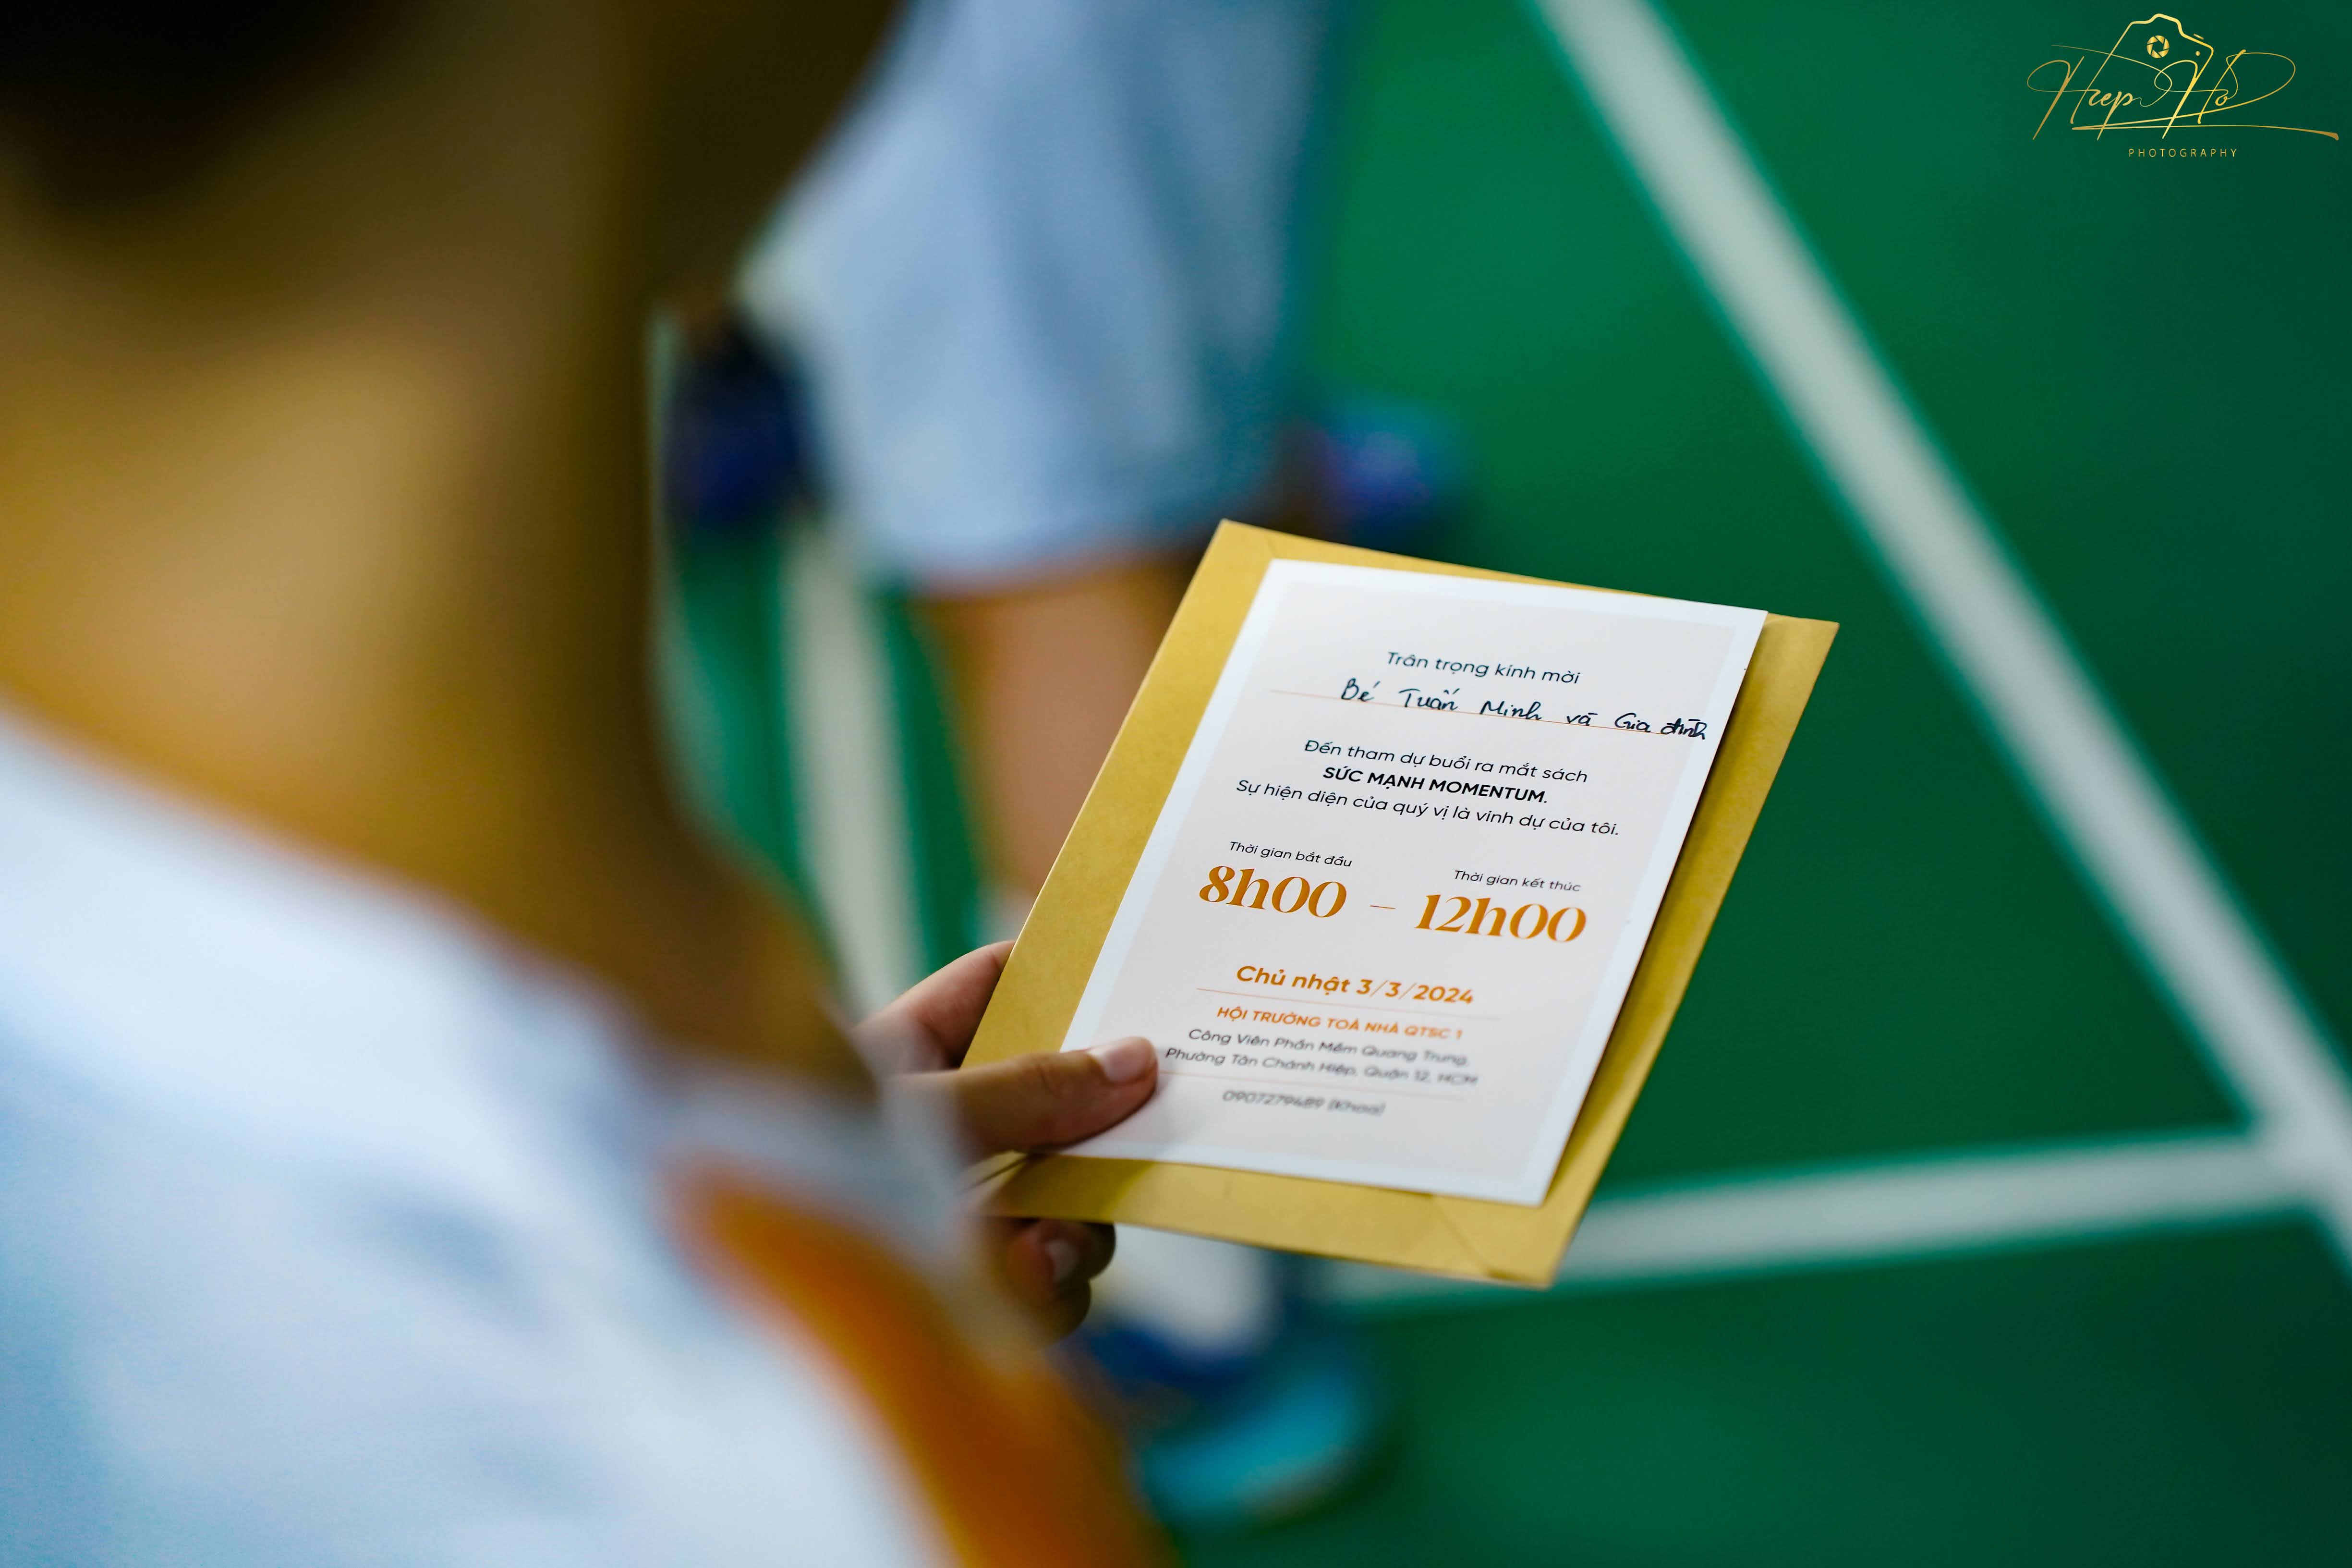 Hiep Ho
PHOTOGRAPHY
Trân trọng kính mời
Bé Tuấn Minh và Gia đình
Đến tham dự buổi ra mắt sách
SỨC MẠNH MOMENTUM.
Sự hiện diện của quý vị là vinh dự của tôi.
Thời gian bắt đầu
Thời gian kết thúc
8h00 – 12h00
Chủ nhật 3/3/2024
HỘI TRƯỜNG TOÀ NHÀ QTSC 1
Công Viên Phần Mềm Quang Trung,
Phường Tân Chánh Hiệp, Quận 12, HCM
0907279489 (Khoa)